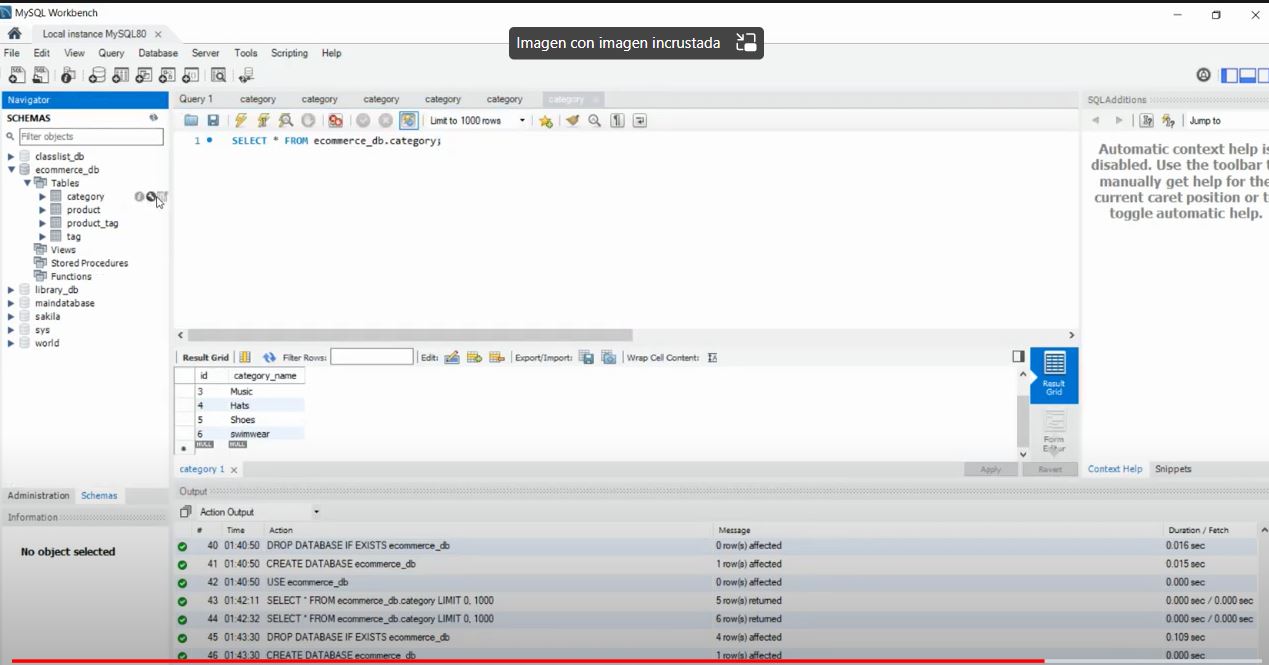 MySQL Workbench
Local instance MySQL80
Imagen con imagen incrustada
File Edit View Query Database Server Tools Scripting Help
Navigator
SCHEMAS
Filter objects
classlist_db
ecommerce_db
Tables
category
product
product_tag
tag
Views
Stored Procedures
Functions
library_db
maindatabase
sakila
sys
world
Administration Schemas
Information
No object selected
Query 1 category category category category category category
Limit to 1000 rows
1 SELECT * FROM ecommerce_db.category;
Result Grid Filter Rows: Edit: Export/Import: Wrap Cell Content:
id category_name
3 Music
4 Hats
5 Shoes
6 swimwear
NULL NULL
Result
Grid
Form
Editor
category 1 Apply Revert
SQLAdditions
Jump to
Automatic context help is
disabled. Use the toolbar
manually get help for the
current caret position or
toggle automatic help.
Context Help Snippets
Output
Action Output
# Time Action Message Duration / Fetch
40 01:40:50 DROP DATABASE IF EXISTS ecommerce_db 0 row(s) affected 0.016 sec
41 01:40:50 CREATE DATABASE ecommerce_db 1 row(s) affected 0.015 sec
42 01:40:50 USE ecommerce_db 0 row(s) affected 0.000 sec
43 01:42:11 SELECT * FROM ecommerce_db.category LIMIT 0, 1000 5 row(s) returned 0.000 sec / 0.000 sec
44 01:42:32 SELECT * FROM ecommerce_db.category LIMIT 0, 1000 6 row(s) returned 0.000 sec / 0.000 sec
45 01:43:30 DROP DATABASE IF EXISTS ecommerce_db 4 row(s) affected 0.109 sec
46 01:43:30 CREATE DATABASE ecommerce_db 1 row(s) affected 0.000 sec